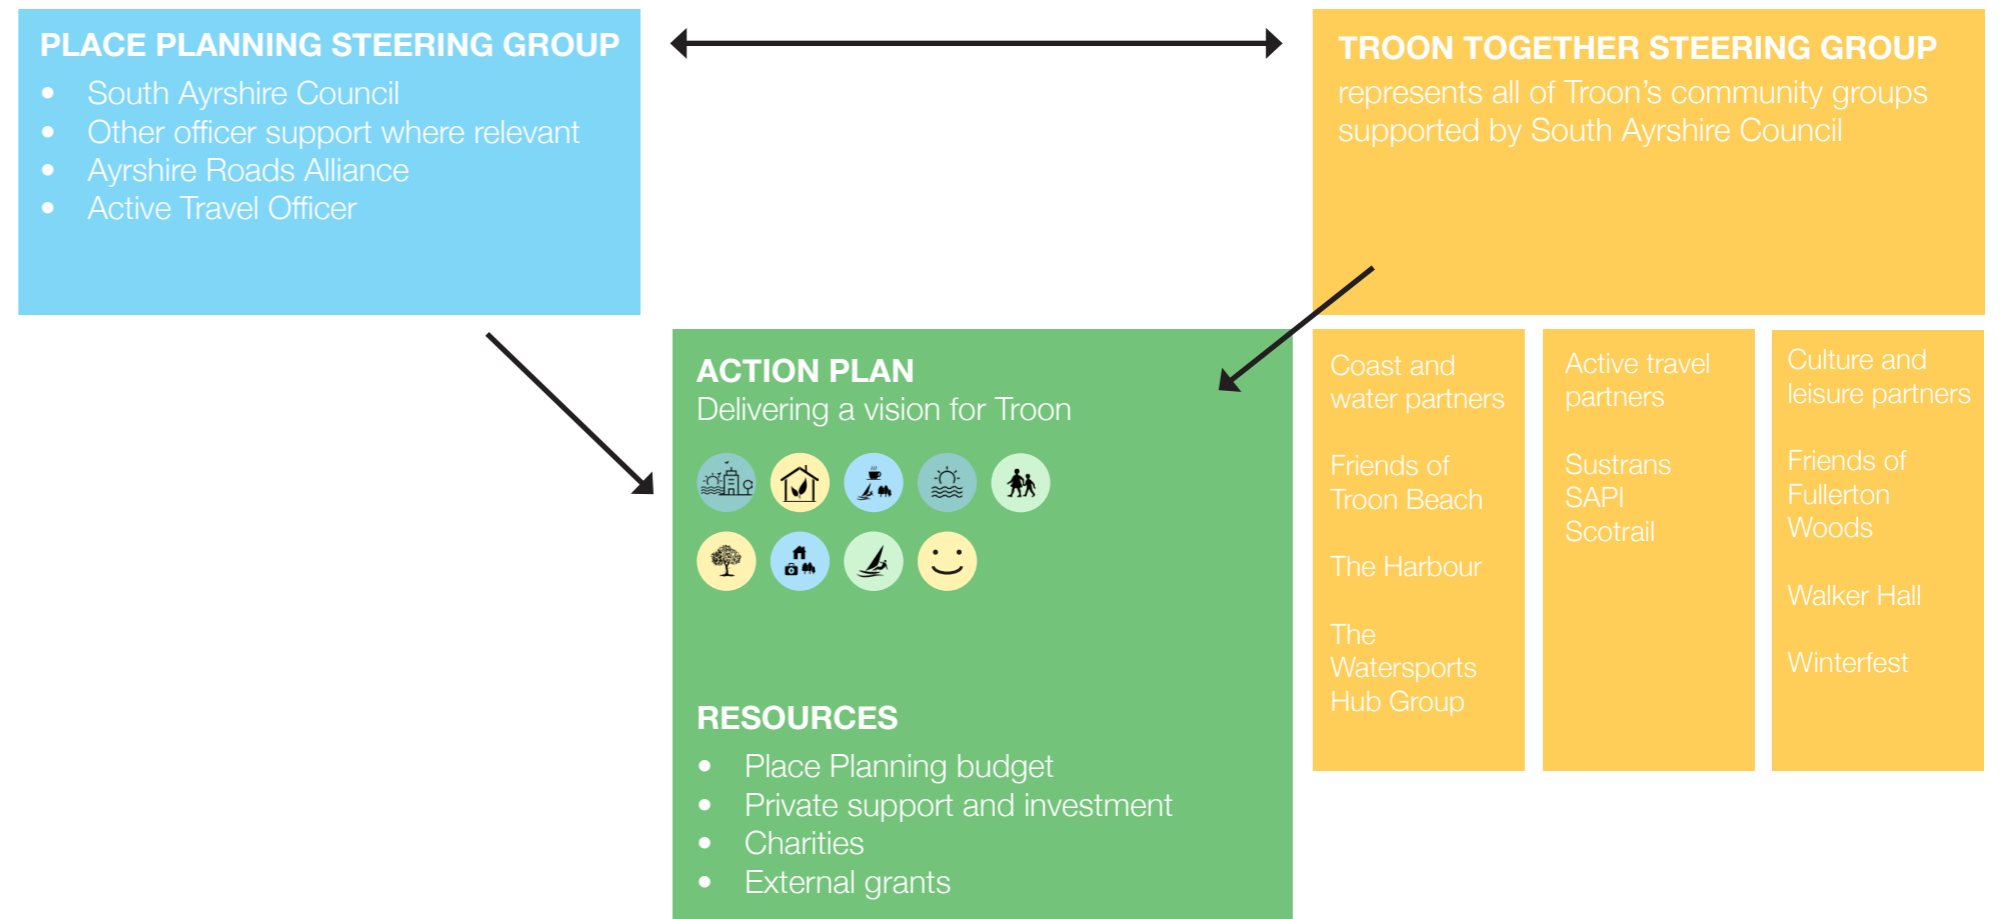 PLACE PLANNING STEERING GROUP
• South Ayrshire Council
• Other officer support where relevant
• Ayrshire Roads Alliance
• Active Travel Officer
TROON TOGETHER STEERING GROUP
represents all of Troon’s community groups
supported by South Ayrshire Council
ACTION PLAN
Delivering a vision for Troon
RESOURCES
• Place Planning budget
• Private support and investment
• Charities
• External grants
Coast and
water partners
Friends of
Troon Beach
The Harbour
The
Watersports
Hub Group
Active travel
partners
Sustrans
SAPI
Scotrail
Culture and
leisure partners
Friends of
Fullerton
Woods
Walker Hall
Winterfest